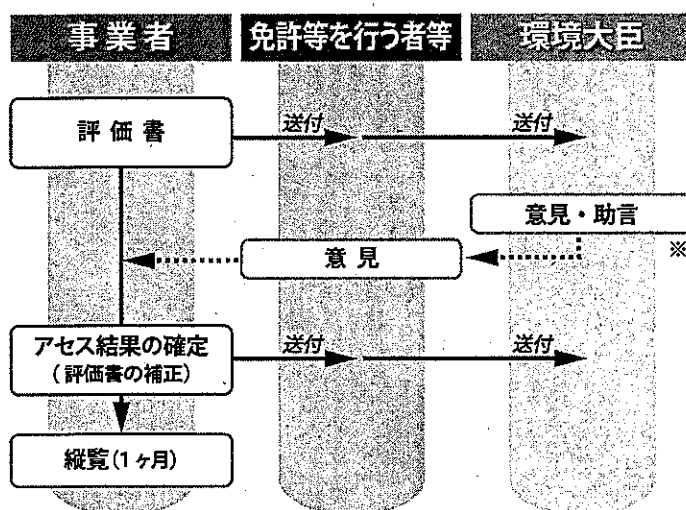 事業者
免許等を行う者等
環境大臣
評価書
送付
送付
意見・助言
※
意見
アセス結果の確定
(評価書の補正)
送付
送付
縦覧(1ヶ月)